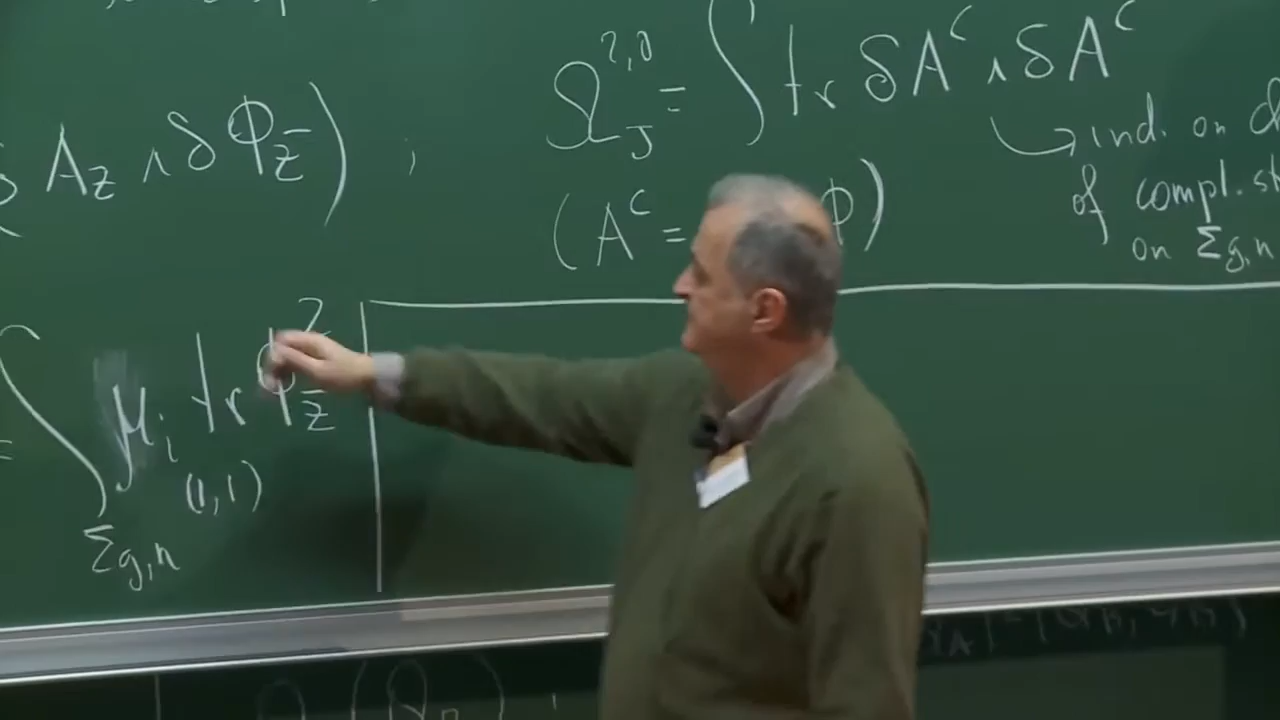 A_z ∧ δΦ_z̄ ) ;
Ω_J^{2,0} = ∫ tr δA^c ∧ δA^c
↪ ind. on
of compl. st
on Σ_{g,n}
( A^c = Φ )
= ∫_{Σ_{g,n}} μ_i tr Φ_z̄^2
(1,1)